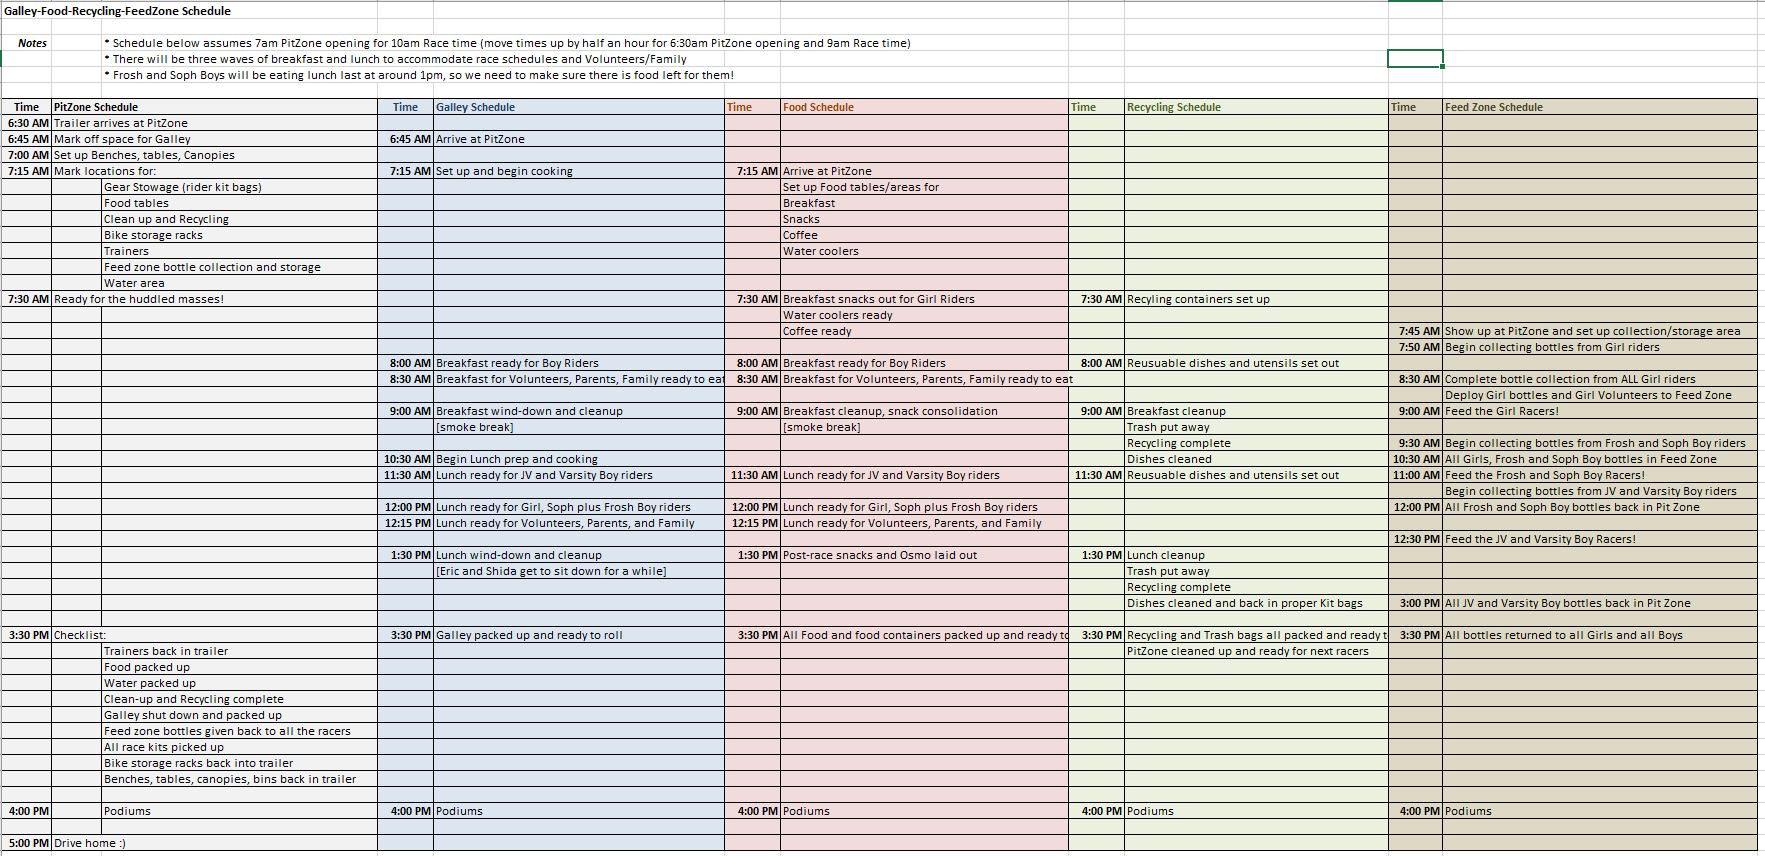 Galley-Food-Recycling-FeedZone Schedule
Notes * Schedule below assumes 7am PitZone opening for 10am Race time (move times up by half an hour for 6:30am PitZone opening and 9am Race time)
* There will be three waves of breakfast and lunch to accommodate race schedules and Volunteers/Family
* Frosh and Soph Boys will be eating lunch last at around 1pm, so we need to make sure there is food left for them!
Time PitZone Schedule Time Galley Schedule Time Food Schedule Time Recycling Schedule Time Feed Zone Schedule
6:30 AM Trailer arrives at PitZone
6:45 AM Mark off space for Galley 6:45 AM Arrive at PitZone
7:00 AM Set up Benches, tables, Canopies
7:15 AM Mark locations for: 7:15 AM Set up and begin cooking 7:15 AM Arrive at PitZone
Gear Stowage (rider kit bags) Set up Food tables/areas for
Food tables Breakfast
Clean up and Recycling Snacks
Bike storage racks Coffee
Trainers Water coolers
Feed zone bottle collection and storage
Water area
7:30 AM Ready for the huddled masses! 7:30 AM Breakfast snacks out for Girl Riders 7:30 AM Recyling containers set up
Water coolers ready
Coffee ready 7:45 AM Show up at PitZone and set up collection/storage area
7:50 AM Begin collecting bottles from Girl riders
8:00 AM Breakfast ready for Boy Riders 8:00 AM Breakfast ready for Boy Riders 8:00 AM Reusuable dishes and utensils set out
8:30 AM Breakfast for Volunteers, Parents, Family ready to eat 8:30 AM Breakfast for Volunteers, Parents, Family ready to eat 8:30 AM Complete bottle collection from ALL Girl riders
Deploy Girl bottles and Girl Volunteers to Feed Zone
9:00 AM Breakfast wind-down and cleanup 9:00 AM Breakfast cleanup, snack consolidation 9:00 AM Breakfast cleanup 9:00 AM Feed the Girl Racers!
[smoke break] [smoke break] Trash put away
Recycling complete 9:30 AM Begin collecting bottles from Frosh and Soph Boy riders
10:30 AM Begin Lunch prep and cooking Dishes cleaned 10:30 AM All Girls, Frosh and Soph Boy bottles in Feed Zone
11:30 AM Lunch ready for JV and Varsity Boy riders 11:30 AM Lunch ready for JV and Varsity Boy riders 11:30 AM Reusuable dishes and utensils set out 11:00 AM Feed the Frosh and Soph Boy Racers!
Begin collecting bottles from JV and Varsity Boy riders
12:00 PM Lunch ready for Girl, Soph plus Frosh Boy riders 12:00 PM Lunch ready for Girl, Soph plus Frosh Boy riders 12:00 PM All Frosh and Soph Boy bottles back in Pit Zone
12:15 PM Lunch ready for Volunteers, Parents, and Family 12:15 PM Lunch ready for Volunteers, Parents, and Family
12:30 PM Feed the JV and Varsity Boy Racers!
1:30 PM Lunch wind-down and cleanup 1:30 PM Post-race snacks and Osmo laid out 1:30 PM Lunch cleanup
[Eric and Shida get to sit down for a while] Trash put away
Recycling complete
Dishes cleaned and back in proper Kit bags 3:00 PM All JV and Varsity Boy bottles back in Pit Zone
3:30 PM Checklist: 3:30 PM Galley packed up and ready to roll 3:30 PM All Food and food containers packed up and ready to 3:30 PM Recycling and Trash bags all packed and ready t 3:30 PM All bottles returned to all Girls and all Boys
Trainers back in trailer PitZone cleaned up and ready for next racers
Food packed up
Water packed up
Clean-up and Recycling complete
Galley shut down and packed up
Feed zone bottles given back to all the racers
All race kits picked up
Bike storage racks back into trailer
Benches, tables, canopies, bins back in trailer
4:00 PM Podiums 4:00 PM Podiums 4:00 PM Podiums 4:00 PM Podiums 4:00 PM Podiums
5:00 PM Drive home :)